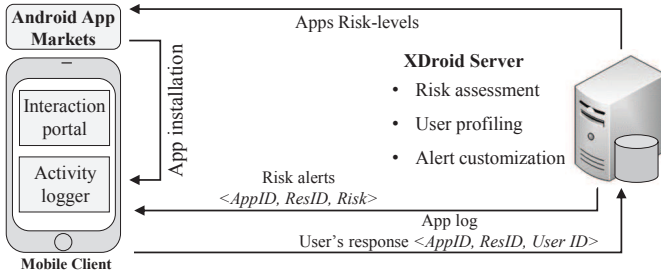 Android App
Markets
Apps Risk-levels
App installation
XDroid Server
• Risk assessment
• User profiling
• Alert customization
Interaction
portal
Activity
logger
Risk alerts
<AppID, ResID, Risk>
App log
User's response <AppID, ResID, User ID>
Mobile Client